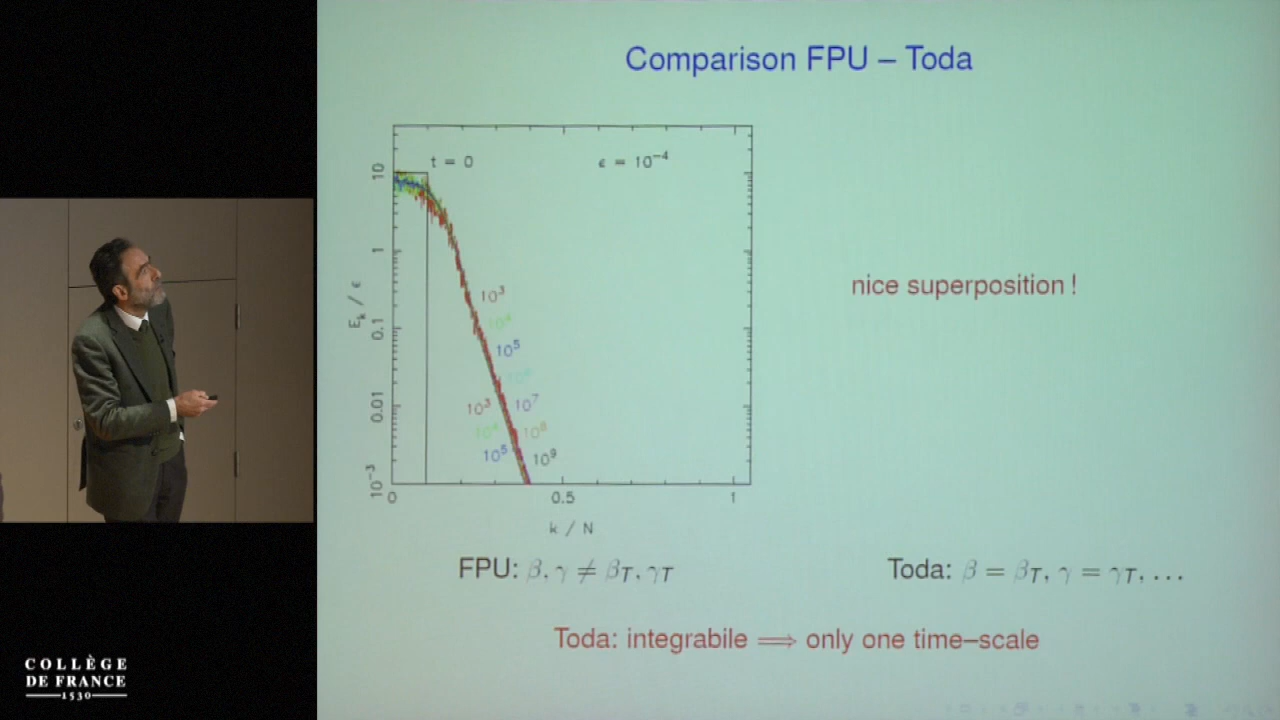 Comparison FPU – Toda
t = 0
ϵ = 10⁻⁴
10
1
0.1
0.01
10⁻³
E_k / ϵ
10³
10⁴
10⁵
10⁶
10⁷
10⁸
10⁹
10³
10⁴
10⁵
0
0.5
1
k / N
nice superposition !
FPU: β, γ ≠ β_T, γ_T
Toda: β = β_T, γ = γ_T, . . .
Toda: integrabile ⟹ only one time–scale
COLLÈGE
DE FRANCE
1530